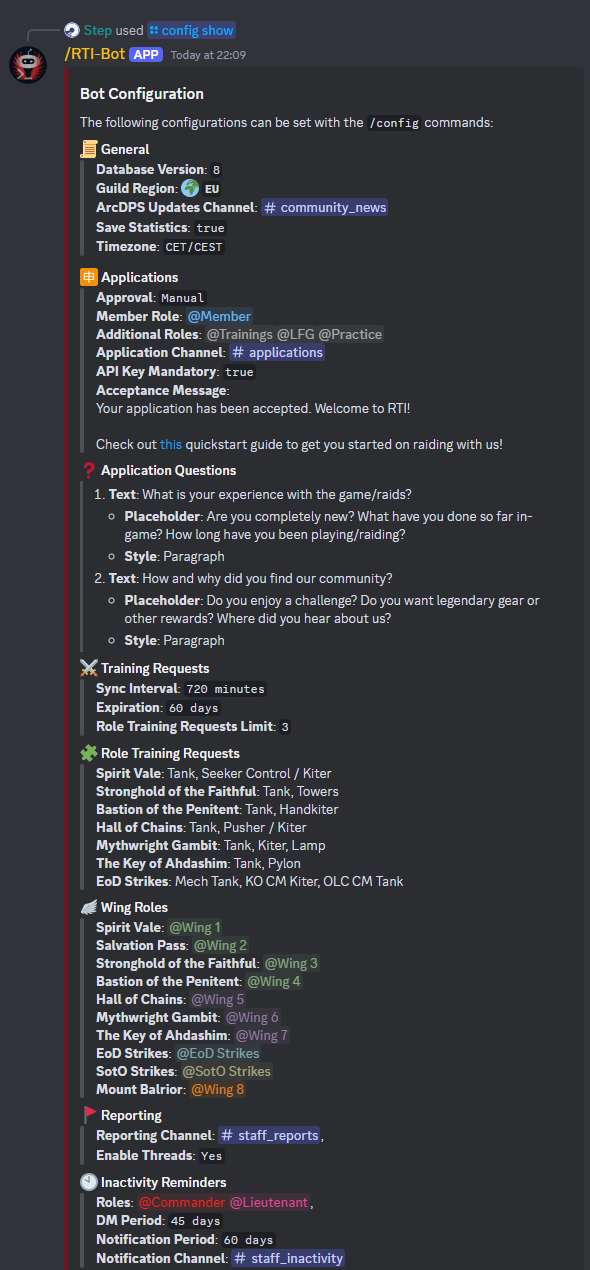 Step used config show
/RTI-Bot APP Today at 22:09
Bot Configuration
The following configurations can be set with the /config commands:
General
Database Version: 8
Guild Region: EU
ArcDPS Updates Channel: # community_news
Save Statistics: true
Timezone: CET/CEST
申 Applications
Approval: Manual
Member Role: @Member
Additional Roles: @Trainings @LFG @Practice
Application Channel: # applications
API Key Mandatory: true
Acceptance Message:
Your application has been accepted. Welcome to RTI!
Check out this quickstart guide to get you started on raiding with us!
❓ Application Questions
1. Text: What is your experience with the game/raids?
Placeholder: Are you completely new? What have you done so far in-
game? How long have you been playing/raiding?
Style: Paragraph
2. Text: How and why did you find our community?
Placeholder: Do you enjoy a challenge? Do you want legendary gear or
other rewards? Where did you hear about us?
Style: Paragraph
Training Requests
Sync Interval: 720 minutes
Expiration: 60 days
Role Training Requests Limit: 3
Role Training Requests
Spirit Vale: Tank, Seeker Control / Kiter
Stronghold of the Faithful: Tank, Towers
Bastion of the Penitent: Tank, Handkiter
Hall of Chains: Tank, Pusher / Kiter
Mythwright Gambit: Tank, Kiter, Lamp
The Key of Ahdashim: Tank, Pylon
EoD Strikes: Mech Tank, KO CM Kiter, OLC CM Tank
Wing Roles
Spirit Vale: @Wing 1
Salvation Pass: @Wing 2
Stronghold of the Faithful: @Wing 3
Bastion of the Penitent: @Wing 4
Hall of Chains: @Wing 5
Mythwright Gambit: @Wing 6
The Key of Ahdashim: @Wing 7
EoD Strikes: @EoD Strikes
SotO Strikes: @SotO Strikes
Mount Balrior: @Wing 8
Reporting
Reporting Channel: # staff_reports,
Enable Threads: Yes
Inactivity Reminders
Roles: @Commander @Lieutenant,
DM Period: 45 days
Notification Period: 60 days
Notification Channel: # staff_inactivity